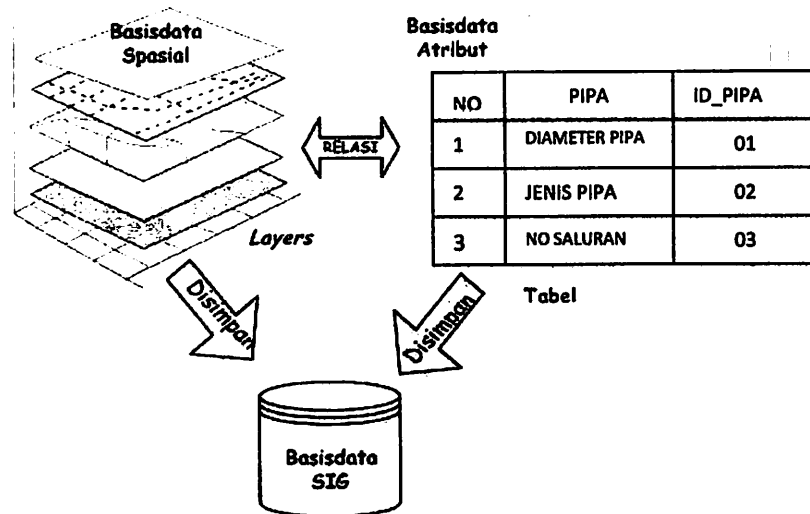 Basisdata
Spasial
Layers
RELASI
Basisdata
Atribut
NO PIPA ID_PIPA
1 DIAMETER PIPA 01
2 JENIS PIPA 02
3 NO SALURAN 03
Tabel
Disimpan
Disimpan
Basisdata
SIG